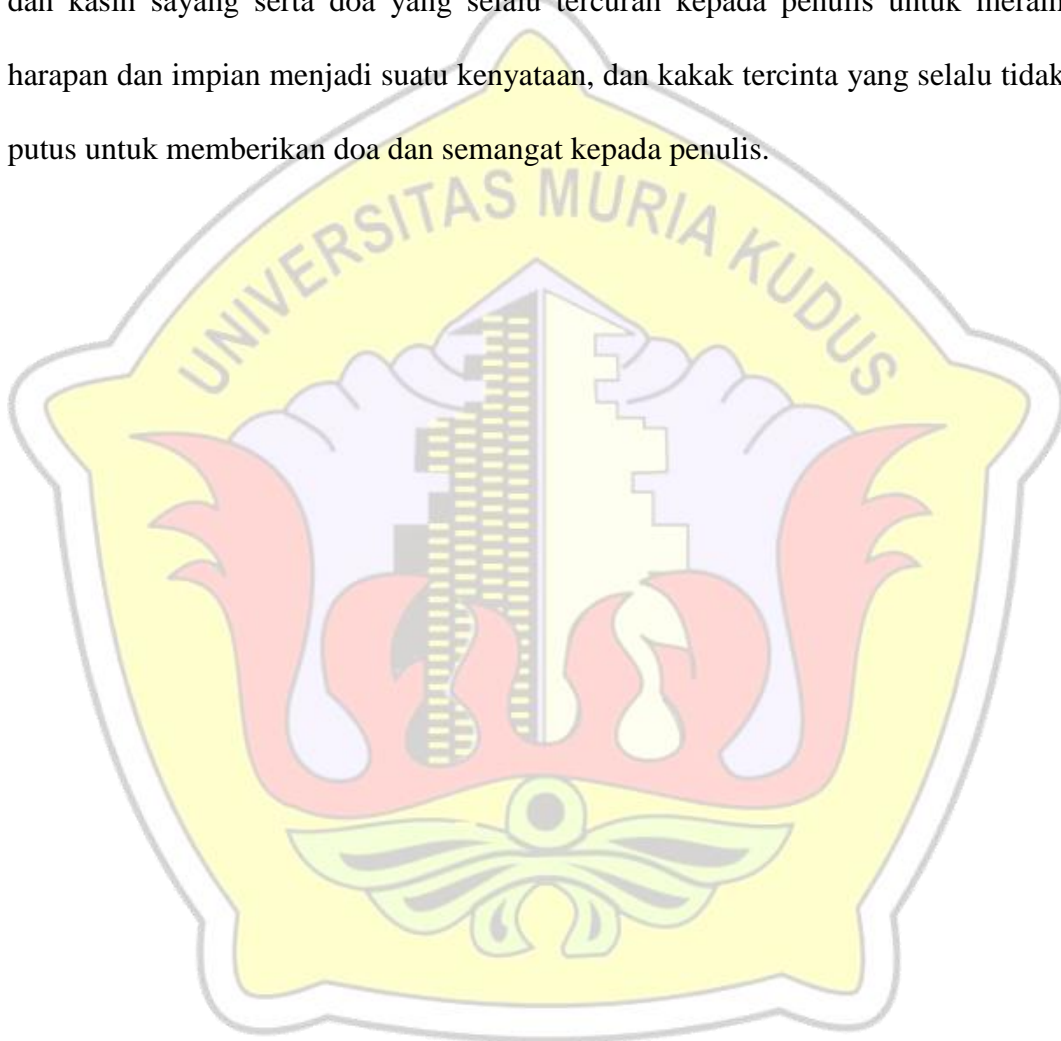 dan kasih sayang serta doa yang selalu tercurah kepada penulis untuk meraih
harapan dan impian menjadi suatu kenyataan, dan kakak tercinta yang selalu tidak
putus untuk memberikan doa dan semangat kepada penulis.
UNIVERSITAS MURIA KUDUS